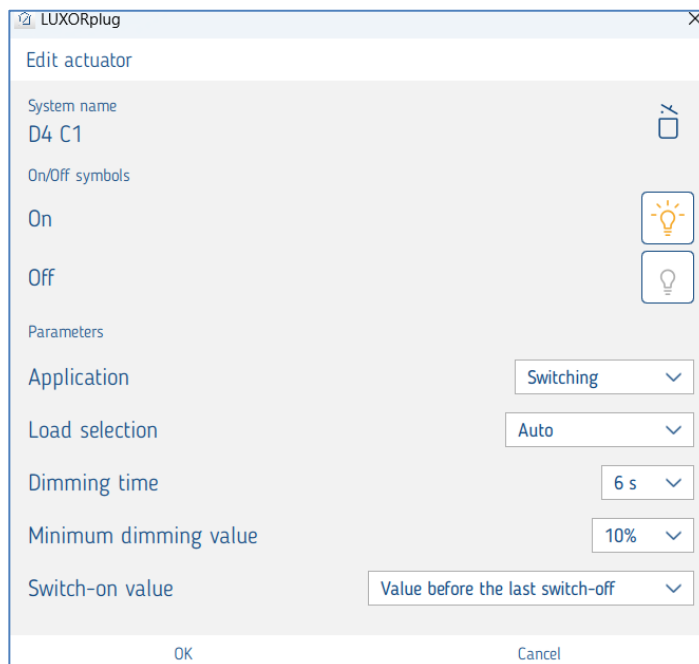 LUXORplug
Edit actuator
System name
D4 C1
On/Off symbols
On
Off
Parameters
Application Switching
Load selection Auto
Dimming time 6 s
Minimum dimming value 10%
Switch-on value Value before the last switch-off
OK Cancel